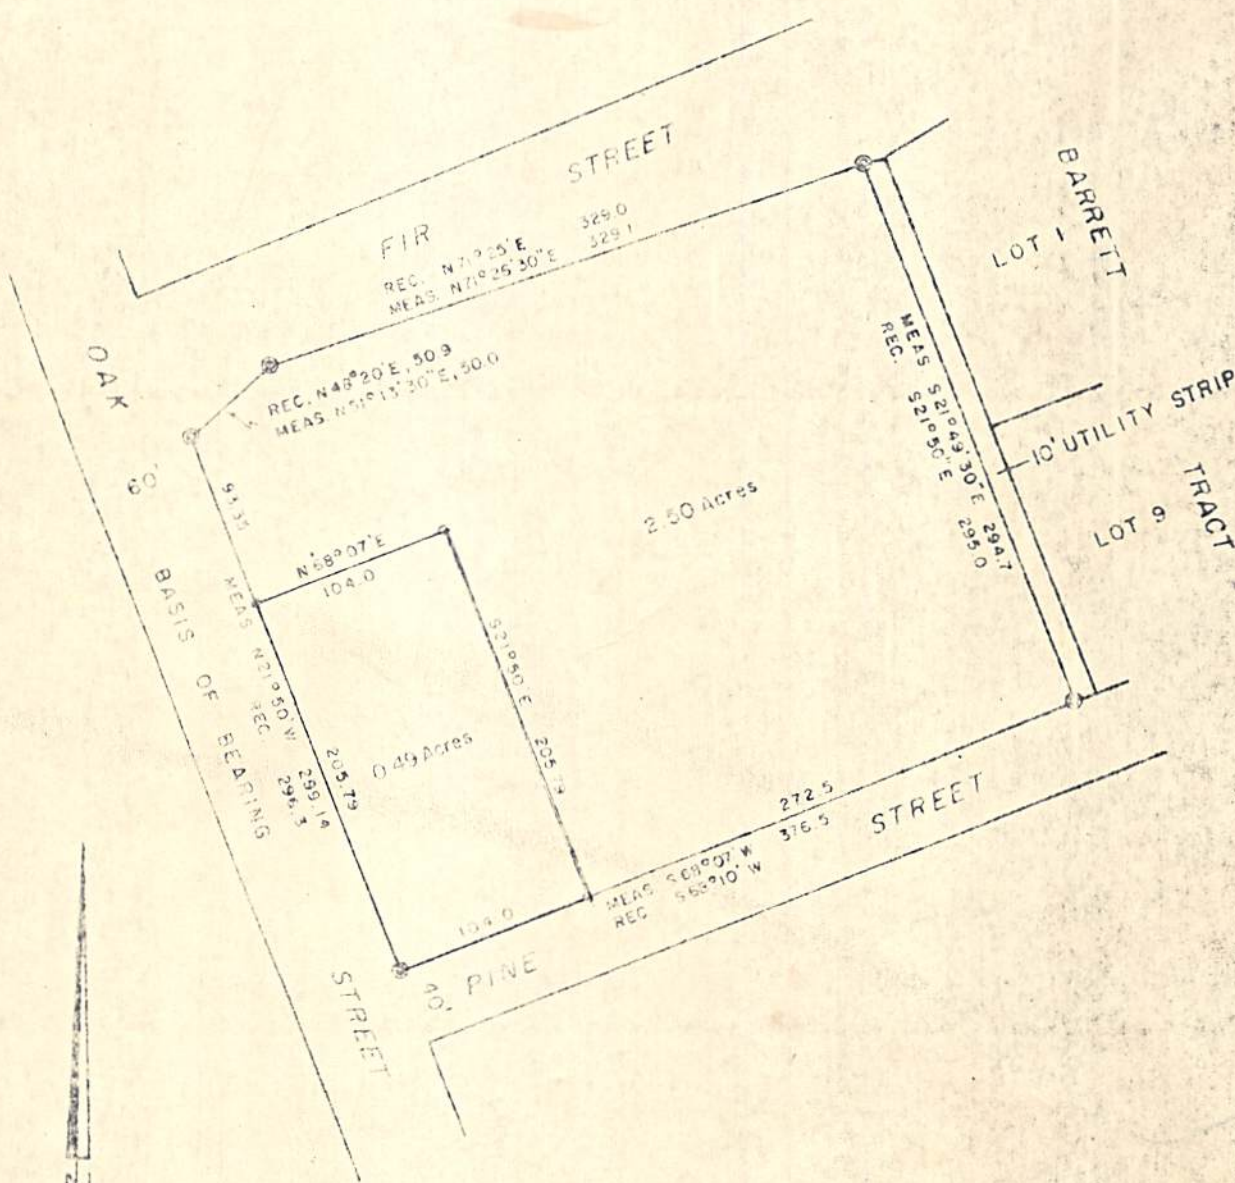 FIR STREET
REC. N71°25'E 329.0
MEAS. N71°25'30"E 329.1
BARRETT
LOT 1
OAK
REC. N48°20'E, 50.9
MEAS. N51°13'30"E, 50.0
MEAS S21°49'30"E 294.7
REC. S21°50'E 295.0
10' UTILITY STRIP
TRACT
LOT 9
60'
93.35
2.50 Acres
N68°07'E
104.0
BASIS OF BEARING
MEAS N21°50'W 299.14
REC. 296.3
205.79
S21°50'E 205.79
0.49 Acres
272.5
376.5
MEAS S68°07'W
REC S68°10'W
104.0
PINE STREET
40'
STREET